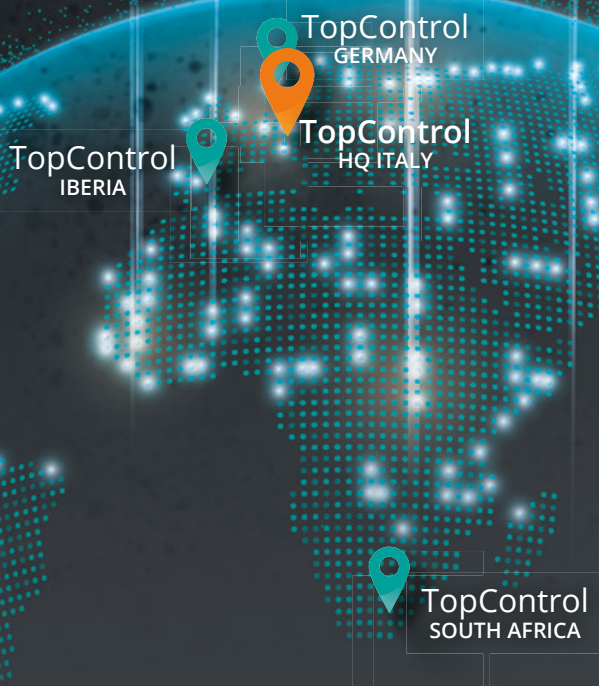 TopControl
GERMANY
TopControl
HQ ITALY
TopControl
IBERIA
TopControl
SOUTH AFRICA